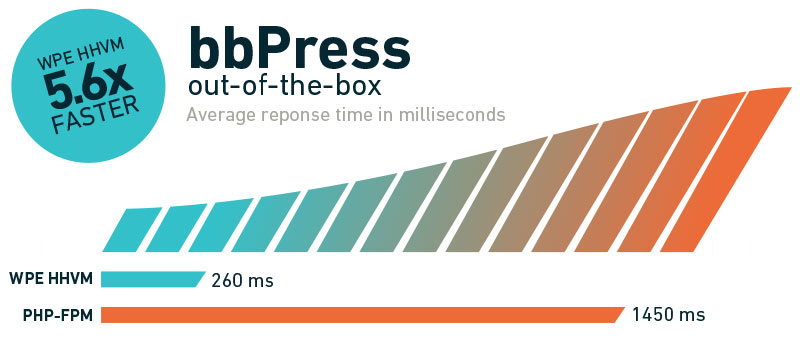 WPE HHVM
5.6x
FASTER
bbPress
out-of-the-box
Average reponse time in milliseconds
WPE HHVM 260 ms
PHP-FPM 1450 ms